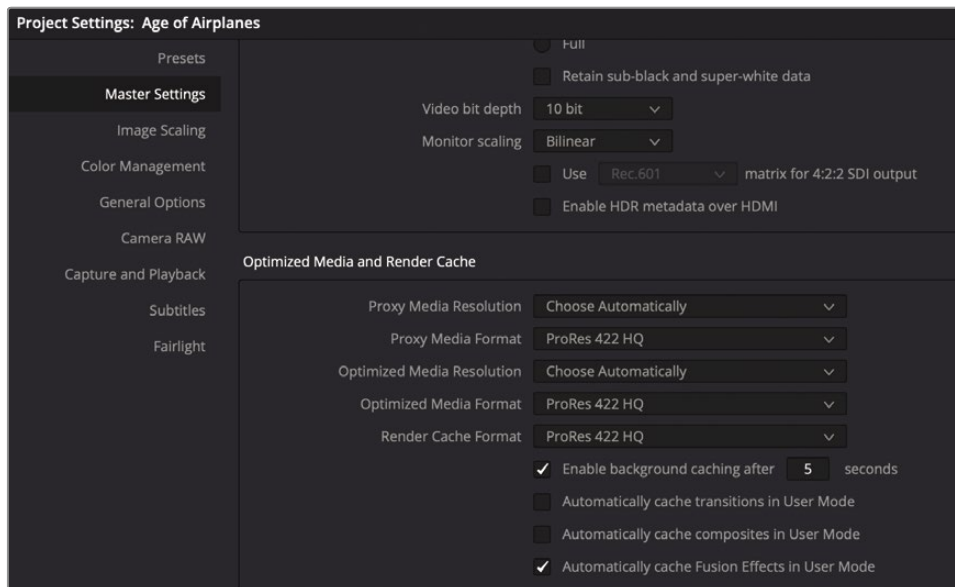 Project Settings: Age of Airplanes
Presets
Master Settings
Image Scaling
Color Management
General Options
Camera RAW
Capture and Playback
Subtitles
Fairlight
Full
Retain sub-black and super-white data
Video bit depth 10 bit
Monitor scaling Bilinear
Use Rec.601 matrix for 4:2:2 SDI output
Enable HDR metadata over HDMI
Optimized Media and Render Cache
Proxy Media Resolution Choose Automatically
Proxy Media Format ProRes 422 HQ
Optimized Media Resolution Choose Automatically
Optimized Media Format ProRes 422 HQ
Render Cache Format ProRes 422 HQ
Enable background caching after 5 seconds
Automatically cache transitions in User Mode
Automatically cache composites in User Mode
Automatically cache Fusion Effects in User Mode